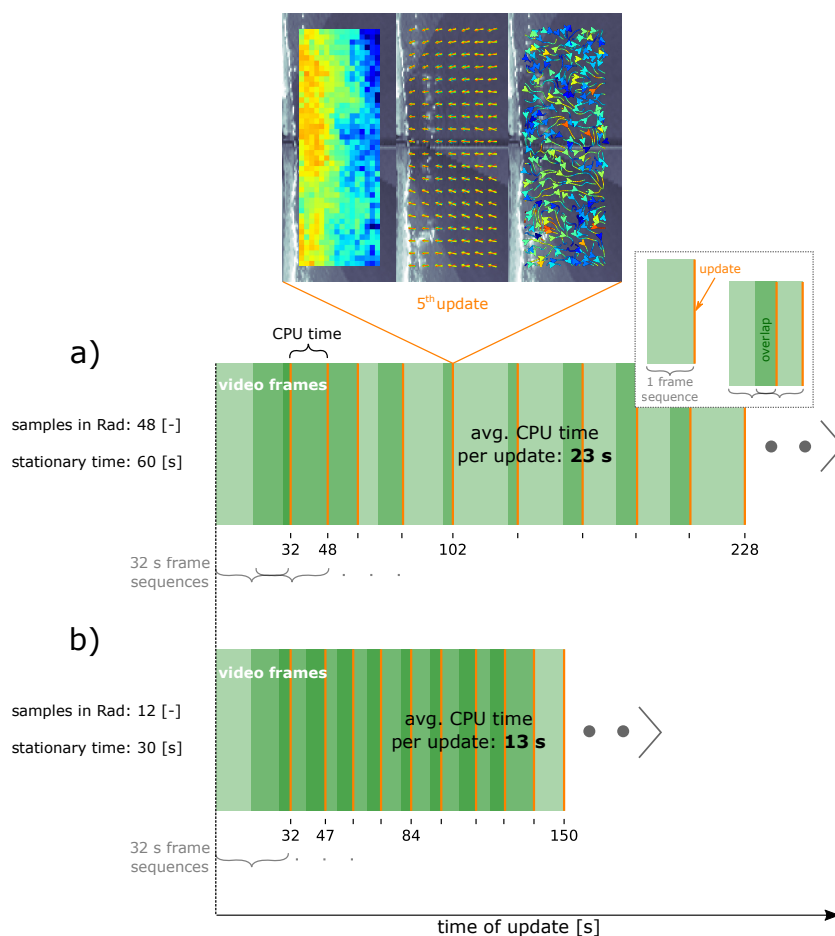 5th update
update
overlap
1 frame
sequence
a)
CPU time
video frames
samples in Rad: 48 [-]
stationary time: 60 [s]
avg. CPU time
per update: 23 s
32 48 102 228
32 s frame
sequences
b)
video frames
samples in Rad: 12 [-]
stationary time: 30 [s]
avg. CPU time
per update: 13 s
32 47 84 150
32 s frame
sequences
time of update [s]